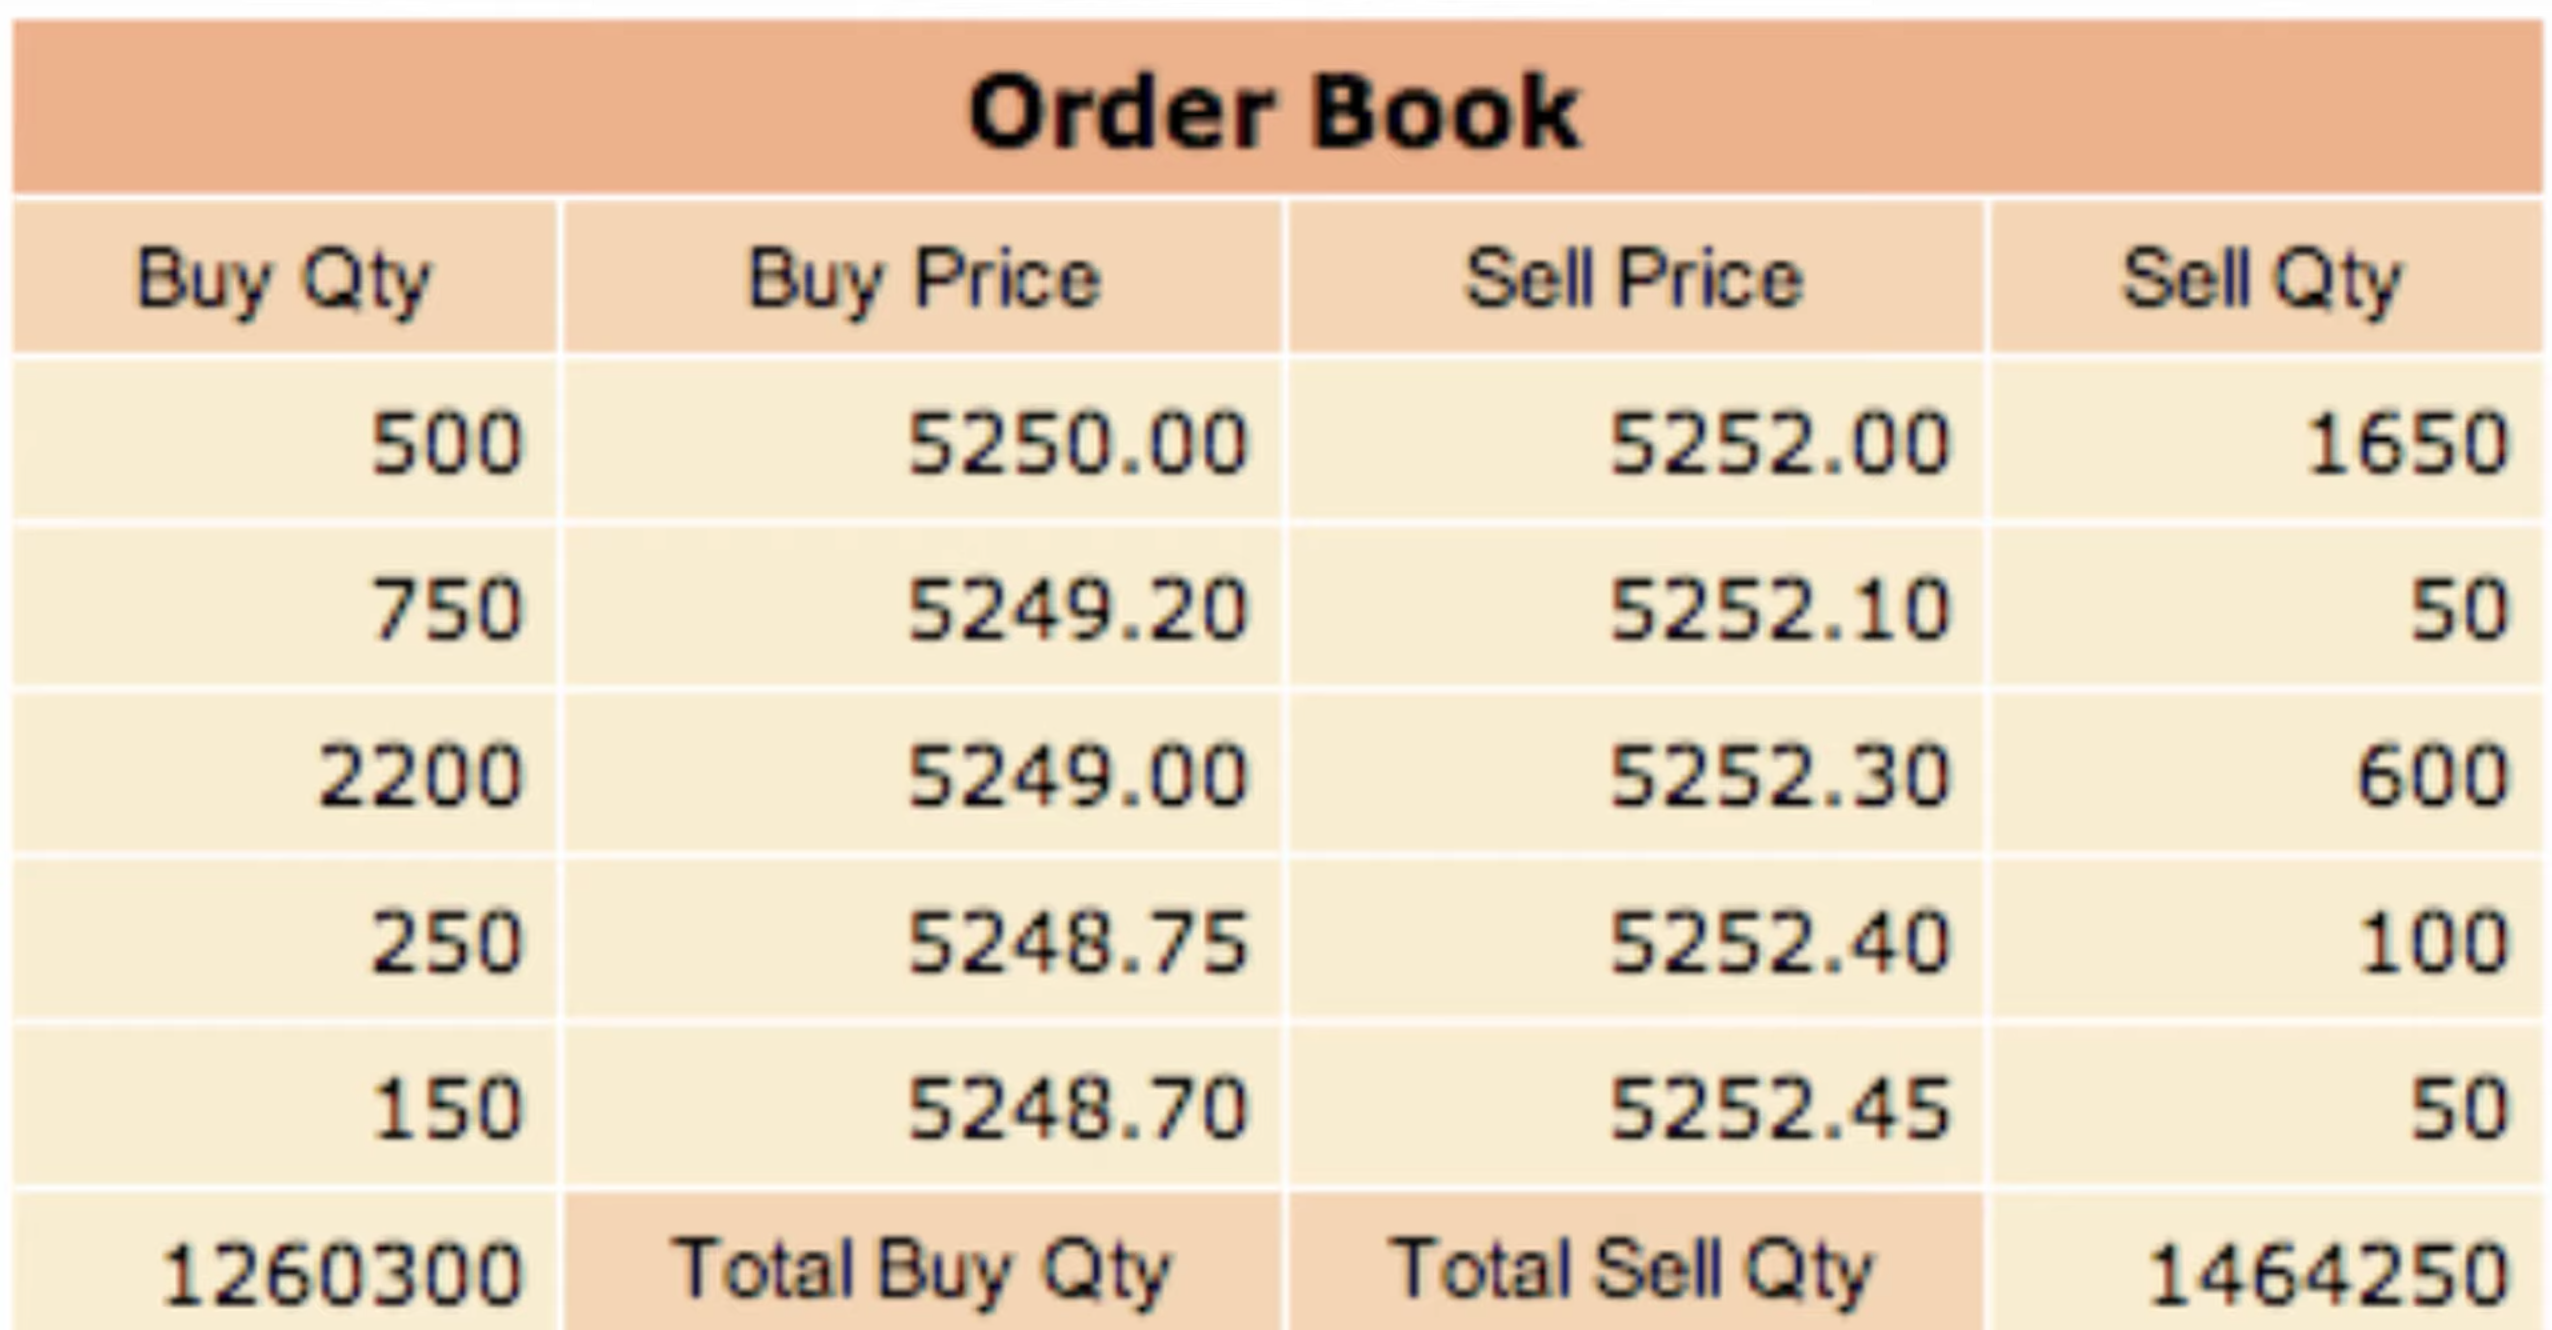 Order Book
Buy Qty Buy Price Sell Price Sell Qty
500 5250.00 5252.00 1650
750 5249.20 5252.10 50
2200 5249.00 5252.30 600
250 5248.75 5252.40 100
150 5248.70 5252.45 50
1260300 Total Buy Qty Total Sell Qty 1464250